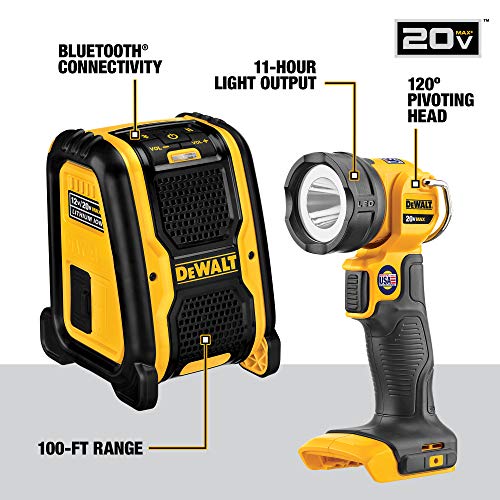 20V MAX* ™
BLUETOOTH®
CONNECTIVITY
11-HOUR
LIGHT OUTPUT
120º
PIVOTING
HEAD
VOL − VOL +
12V/20V MAX
LITHIUM ION
DEWALT
LED
DEWALT
20V MAX
USA
100-FT RANGE